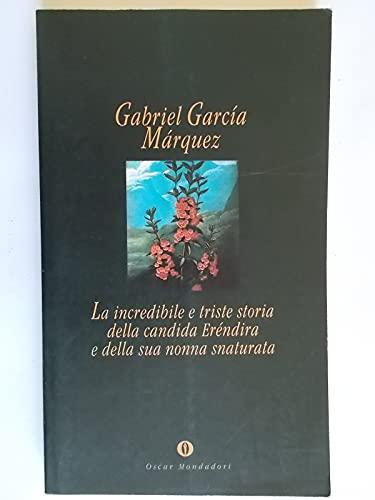 Gabriel García
Márquez
La incredibile e triste storia
della candida Eréndira
e della sua nonna snaturata
Oscar Mondadori